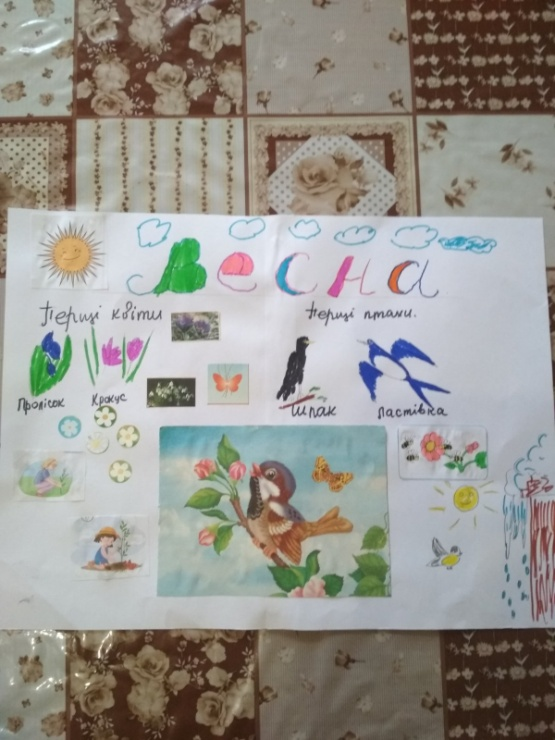 Весна
Перші квіти
Перші птахи.
Пролісок Крокус
Шпак Ластівка